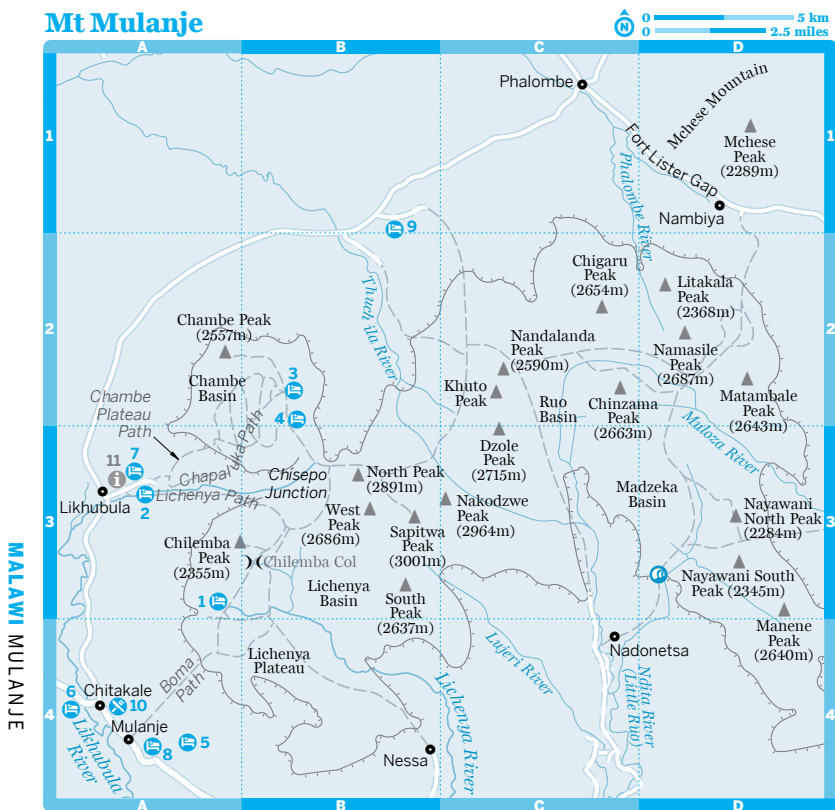 Mt Mulanje
N
0 5 km
0 2.5 miles
A B C D
1
Phalombe
Mchese Mountain
Mchese
Peak
(2289m)
Fort Lister Gap
Phalombe River
Nambiya
9
2
Chigaru
Peak
(2654m)
Litakala
Peak
(2368m)
Thuchila River
Chambe Peak
(2557m)
Chambe
Basin
3
4
Nandalanda
Peak
(2590m)
Namasile
Peak
(2687m)
Khuto
Peak
Ruo
Basin
Chinzama
Peak
(2663m)
Matambale
Peak
(2643m)
Chambe
Plateau
Path
Dzole
Peak
(2715m)
Muloza River
3
11
7
Chapaluka Path
Lichenya Path
Chisepo
Junction
North Peak
(2891m)
Likhubula
2
West
Peak
(2686m)
Sapitwa
Peak
(3001m)
Nakodzwe
Peak
(2964m)
Madzeka
Basin
Nayawani
North Peak
(2284m)
Chilemba
Peak
(2355m)
Chilemba Col
Lichenya
Basin
South
Peak
(2637m)
Nayawani South
Peak (2345m)
1
Manene
Peak
(2640m)
Lichenya
Plateau
Lujeri River
Nadonetsa
Boma
Path
4
6
Chitakale
10
Mulanje
8
5
Likhubula
River
Nessa
Lichenya River
Ndita River
(Little Ruo)
A B C D
1
2
3
4
MALAWI MULANJE